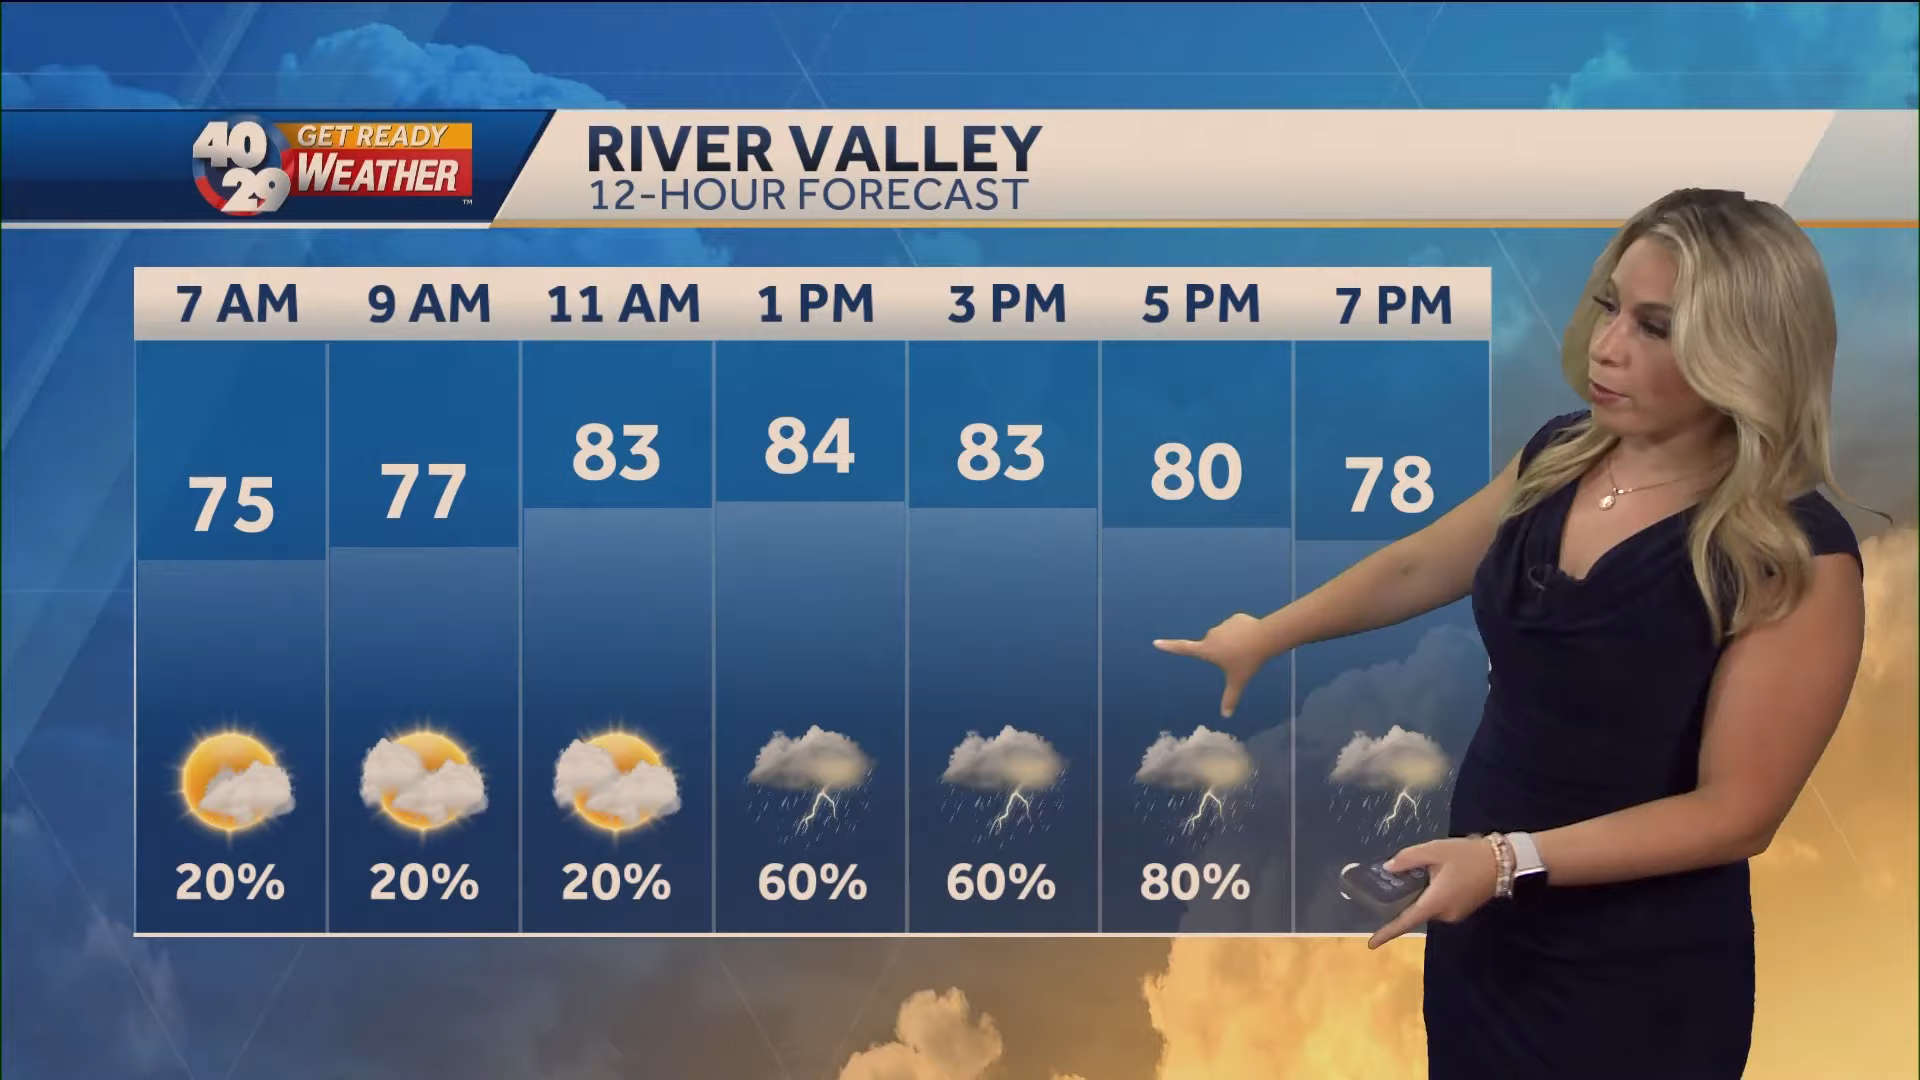 40
29
GET READY
WEATHER
TM
RIVER VALLEY
12-HOUR FORECAST
7 AM 9 AM 11 AM 1 PM 3 PM 5 PM 7 PM
75 77 83 84 83 80 78
20% 20% 20% 60% 60% 80%